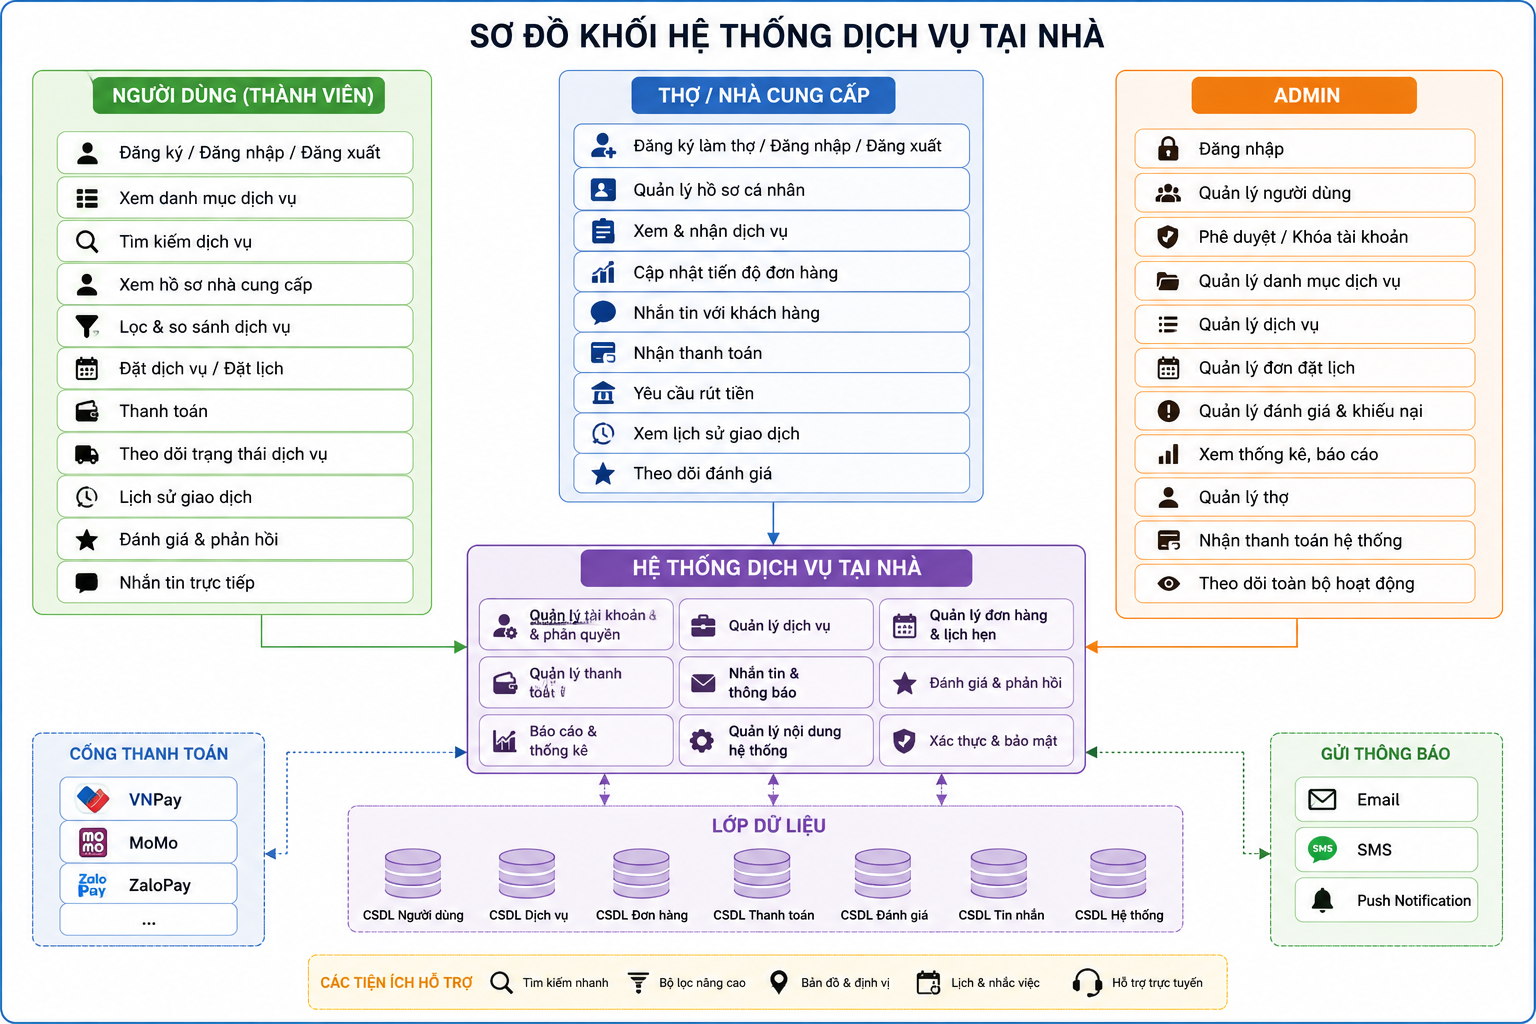 SƠ ĐỒ KHỐI HỆ THỐNG DỊCH VỤ TẠI NHÀ
NGƯỜI DÙNG (THÀNH VIÊN)
Đăng ký / Đăng nhập / Đăng xuất
Xem danh mục dịch vụ
Tìm kiếm dịch vụ
Xem hồ sơ nhà cung cấp
Lọc & so sánh dịch vụ
Đặt dịch vụ / Đặt lịch
Thanh toán
Theo dõi trạng thái dịch vụ
Lịch sử giao dịch
Đánh giá & phản hồi
Nhắn tin trực tiếp
THỢ / NHÀ CUNG CẤP
Đăng ký làm thợ / Đăng nhập / Đăng xuất
Quản lý hồ sơ cá nhân
Xem & nhận dịch vụ
Cập nhật tiến độ đơn hàng
Nhắn tin với khách hàng
Nhận thanh toán
Yêu cầu rút tiền
Xem lịch sử giao dịch
Theo dõi đánh giá
ADMIN
Đăng nhập
Quản lý người dùng
Phê duyệt / Khóa tài khoản
Quản lý danh mục dịch vụ
Quản lý dịch vụ
Quản lý đơn đặt lịch
Quản lý đánh giá & khiếu nại
Xem thống kê, báo cáo
Quản lý thợ
Nhận thanh toán hệ thống
Theo dõi toàn bộ hoạt động
HỆ THỐNG DỊCH VỤ TẠI NHÀ
Quản lý tài khoản
& phân quyền
Quản lý dịch vụ
Quản lý đơn hàng
& lịch hẹn
Quản lý thanh
Nhắn tin &
thông báo
Đánh giá & phản hồi
Báo cáo &
thống kê
Quản lý nội dung
hệ thống
Xác thực & bảo mật
CỔNG THANH TOÁN
VNPay
momo
MoMo
Zalo
Pay
ZaloPay
...
LỚP DỮ LIỆU
CSDL Người dùng
CSDL Dịch vụ
CSDL Đơn hàng
CSDL Thanh toán
CSDL Đánh giá
CSDL Tin nhắn
CSDL Hệ thống
GỬI THÔNG BÁO
Email
SMS
SMS
Push Notification
CÁC TIỆN ÍCH HỖ TRỢ
Tìm kiếm nhanh
Bộ lọc nâng cao
Bản đồ & định vị
Lịch & nhắc việc
Hỗ trợ trực tuyến